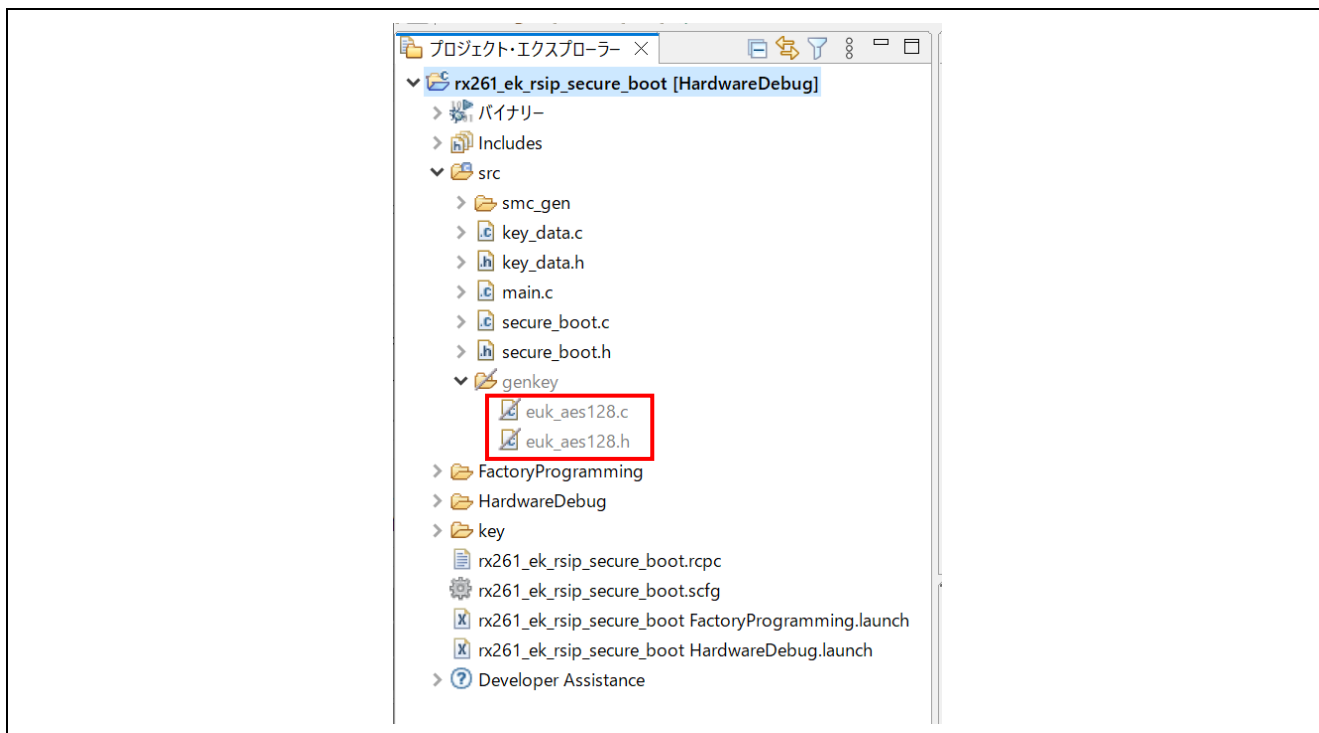 プロジェクト・エクスプローラー
rx261_ek_rsip_secure_boot [HardwareDebug]
バイナリー
Includes
src
smc_gen
key_data.c
key_data.h
main.c
secure_boot.c
secure_boot.h
genkey
euk_aes128.c
euk_aes128.h
FactoryProgramming
HardwareDebug
key
rx261_ek_rsip_secure_boot.rcpc
rx261_ek_rsip_secure_boot.scfg
rx261_ek_rsip_secure_boot FactoryProgramming.launch
rx261_ek_rsip_secure_boot HardwareDebug.launch
Developer Assistance